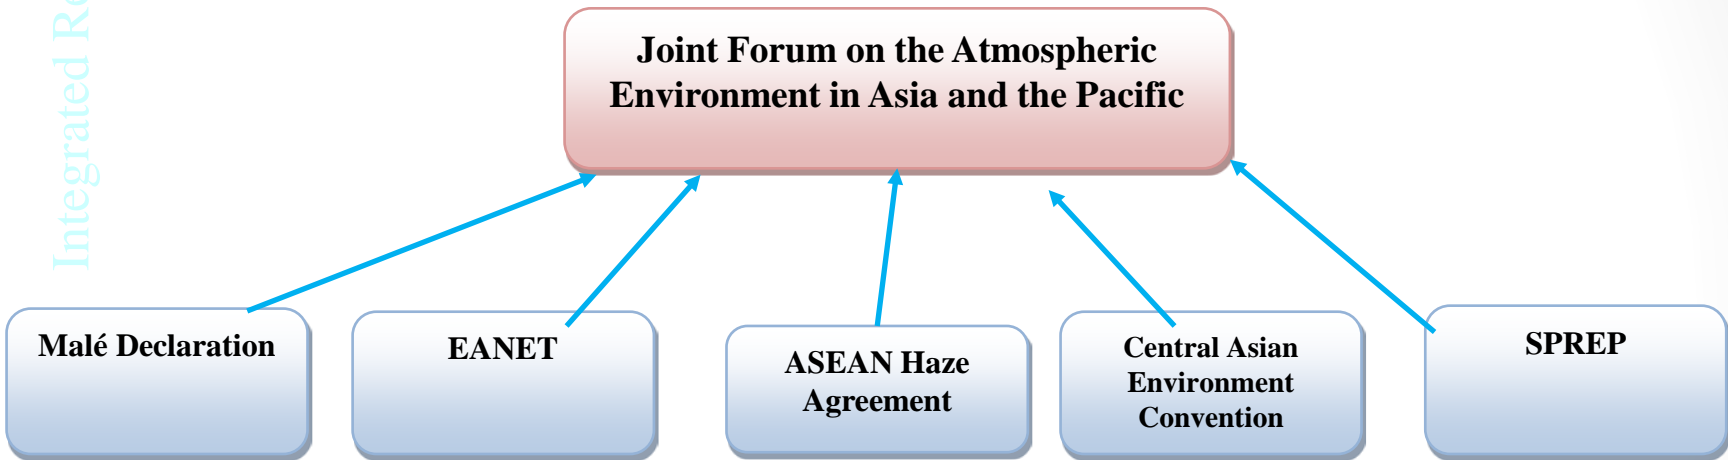 Joint Forum on the Atmospheric
Environment in Asia and the Pacific
Integrated
Malé Declaration
EANET
ASEAN Haze
Agreement
Central Asian
Environment
Convention
SPREP